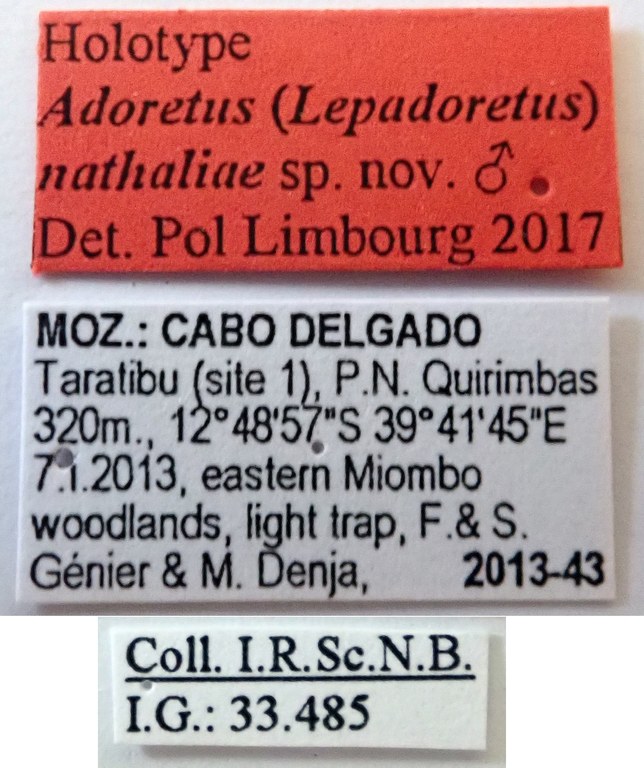 Holotype
Adoretus (Lepadoretus)
nathaliae sp. nov. ♂
Det. Pol Limbourg 2017
MOZ.: CABO DELGADO
Taratibu (site 1), P.N. Quirimbas
320m., 12°48'57"S 39°41'45"E
7.i.2013, eastern Miombo
woodlands, light trap, F.& S.
Génier & M. Denja, 2013-43
Coll. I.R.Sc.N.B.
I.G.: 33.485